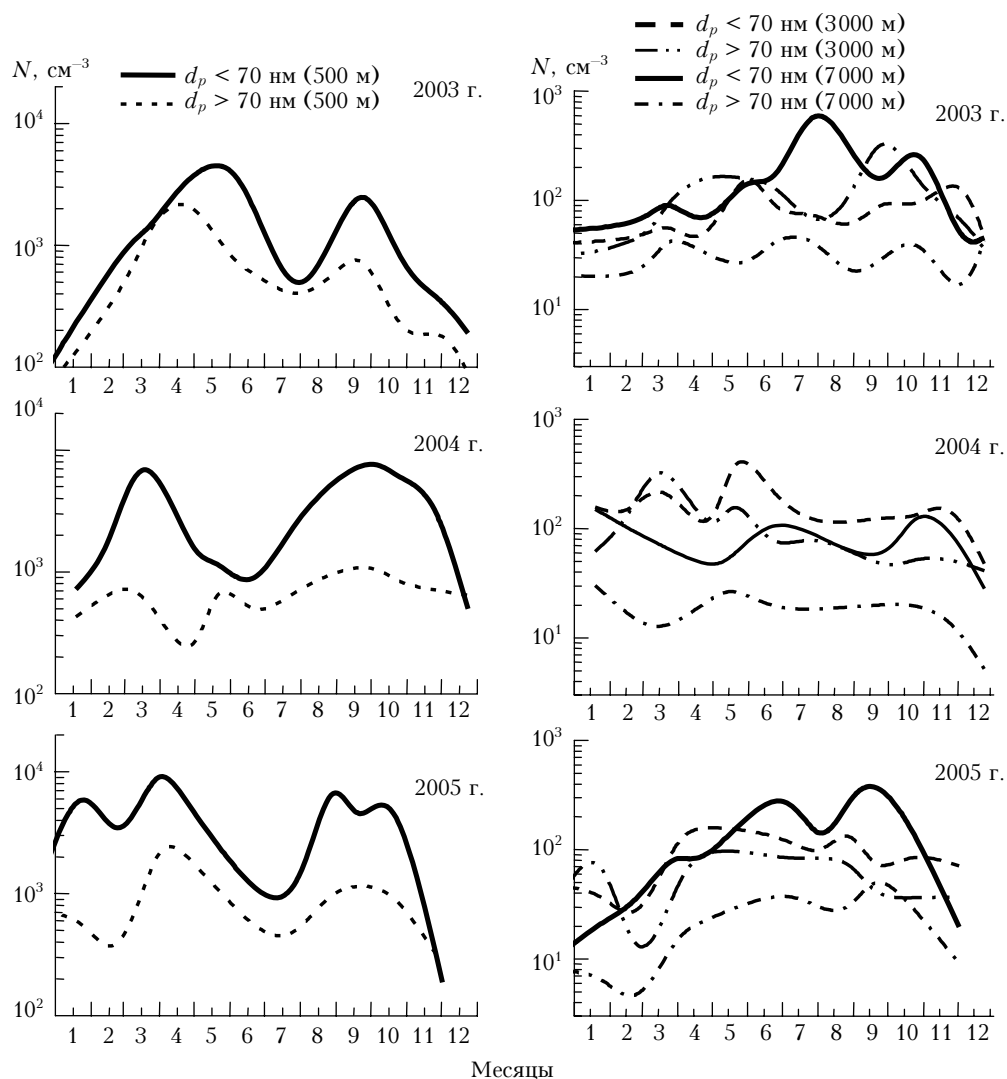 N, см⁻³
d_p < 70 нм (500 м)
d_p > 70 нм (500 м)
2003 г.
10⁴
10³
10²
1 2 3 4 5 6 7 8 9 10 11 12
10⁴
2004 г.
10³
10²
1 2 3 4 5 6 7 8 9 10 11 12
10⁴
2005 г.
10³
10²
1 2 3 4 5 6 7 8 9 10 11 12
d_p < 70 нм (3000 м)
d_p > 70 нм (3000 м)
d_p < 70 нм (7000 м)
d_p > 70 нм (7000 м)
N, см⁻³
10³
2003 г.
10²
10¹
1 2 3 4 5 6 7 8 9 10 11 12
10³
2004 г.
10²
10¹
1 2 3 4 5 6 7 8 9 10 11 12
10³
2005 г.
10²
10¹
1 2 3 4 5 6 7 8 9 10 11 12
Месяцы